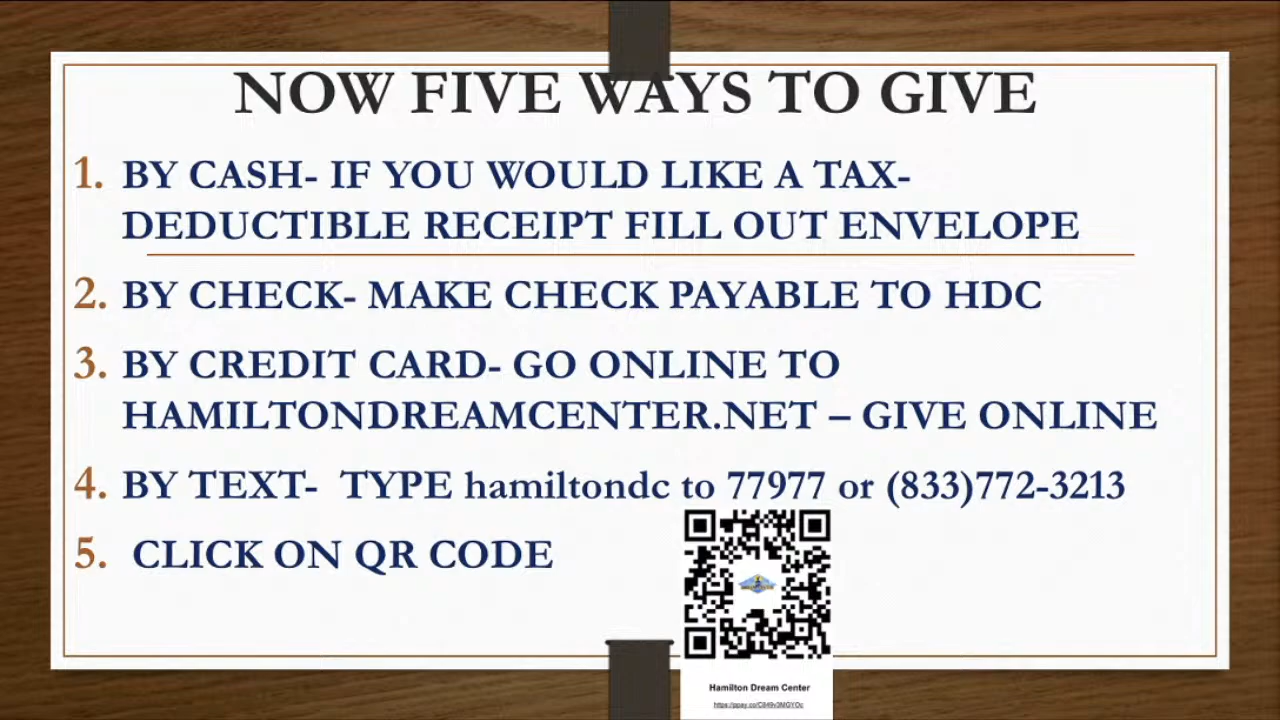 NOW FIVE WAYS TO GIVE
1. BY CASH- IF YOU WOULD LIKE A TAX-
DEDUCTIBLE RECEIPT FILL OUT ENVELOPE
2. BY CHECK- MAKE CHECK PAYABLE TO HDC
3. BY CREDIT CARD- GO ONLINE TO
HAMILTONDREAMCENTER.NET – GIVE ONLINE
4. BY TEXT- TYPE hamiltondc to 77977 or (833)772-3213
5. CLICK ON QR CODE
Hamilton Dream Center